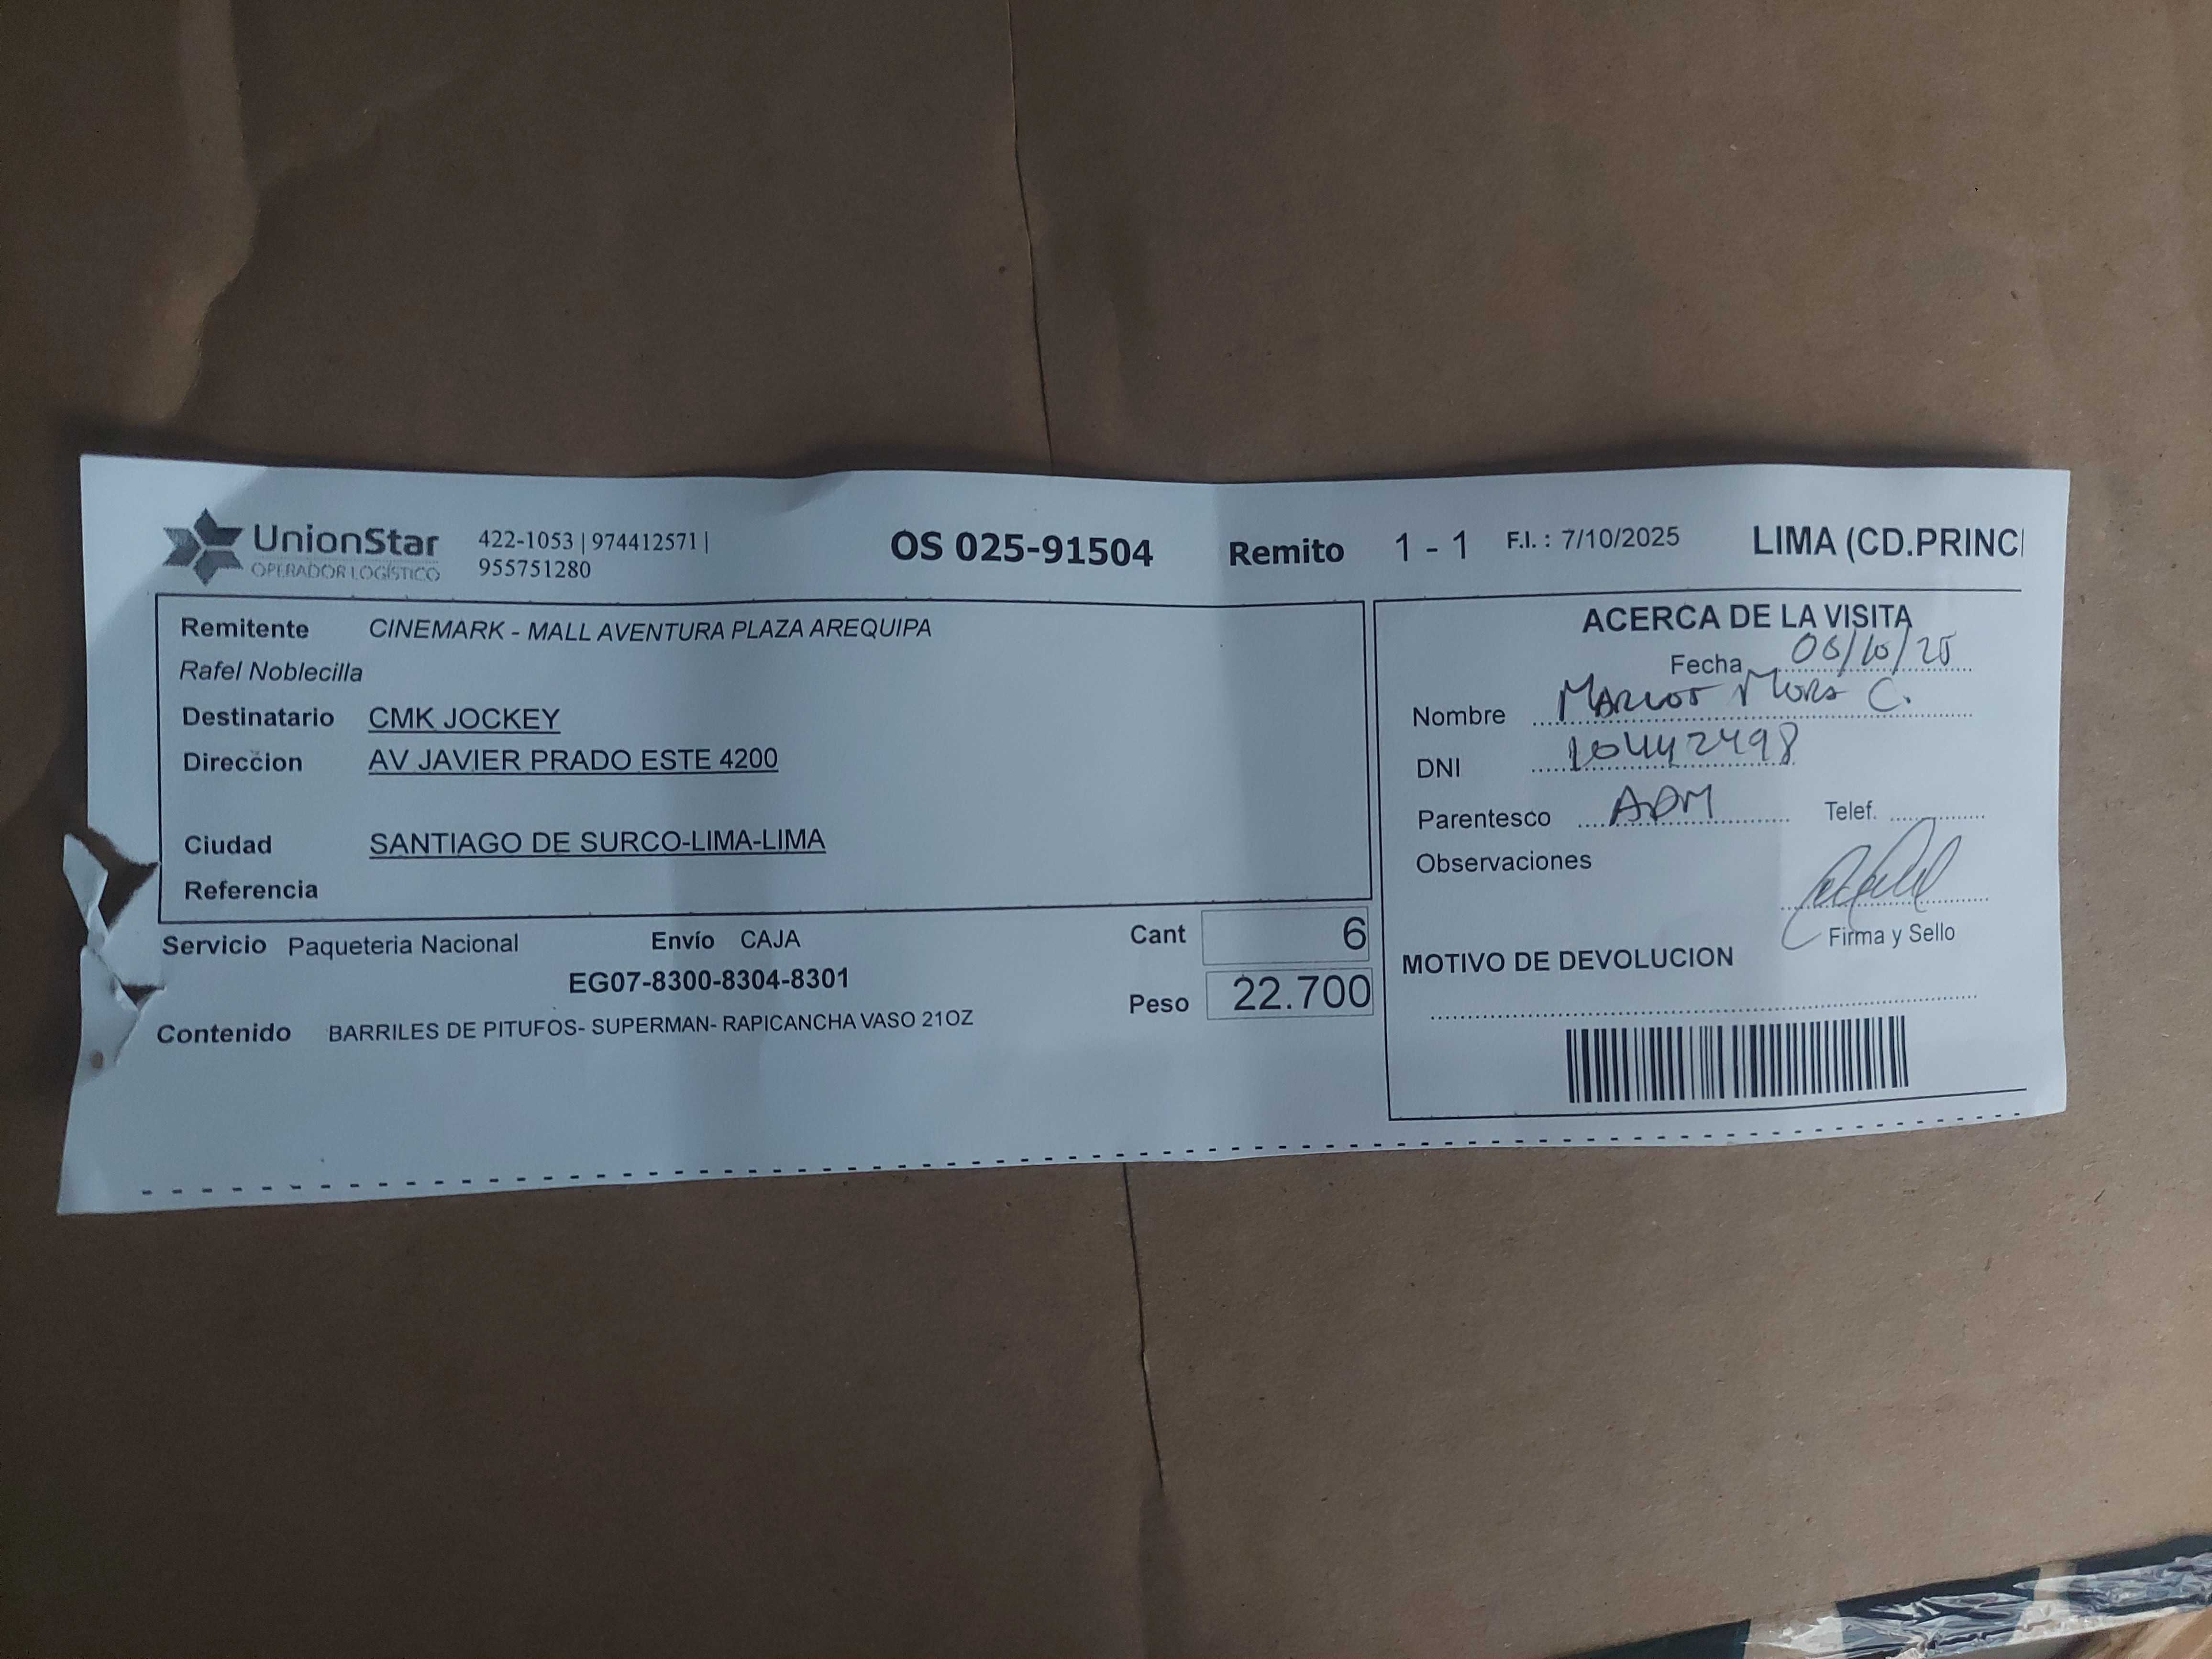 UnionStar
OPERADOR LOGÍSTICO
422-1053 | 974412571 |
955751280
OS 025-91504
Remito 1 - 1
F.I. : 7/10/2025
LIMA (CD.PRINC
Remitente CINEMARK - MALL AVENTURA PLAZA AREQUIPA
Rafel Noblecilla
Destinatario CMK JOCKEY
Direccion AV JAVIER PRADO ESTE 4200
Ciudad SANTIAGO DE SURCO-LIMA-LIMA
Referencia
Servicio Paqueteria Nacional Envío CAJA
EG07-8300-8304-8301
Contenido BARRILES DE PITUFOS- SUPERMAN- RAPICANCHA VASO 21OZ
Cant 6
Peso 22.700
ACERCA DE LA VISITA
Fecha /10/25
Nombre Marcos Mora C.
DNI 10442498
Parentesco ADM Telef.
Observaciones
Firma y Sello
MOTIVO DE DEVOLUCION